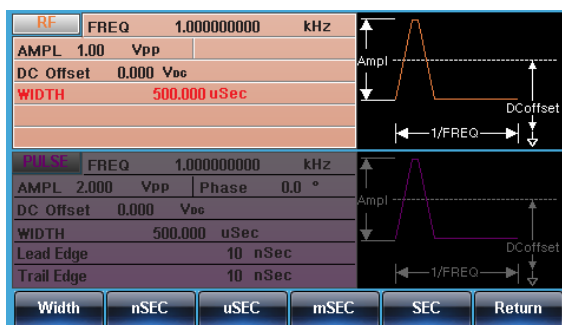 RF FREQ 1.000000000 kHz
AMPL 1.00 Vpp
DC Offset 0.000 VDC
WIDTH 500.000 uSec
Ampl
DCoffset
1/FREQ
PULSE FREQ 1.000000000 kHz
AMPL 2.000 Vpp Phase 0.0 °
DC Offset 0.000 VDC
WIDTH 500.000 uSec
Lead Edge 10 nSec
Trail Edge 10 nSec
Ampl
DCoffset
1/FREQ
Width nSEC uSEC mSEC SEC Return